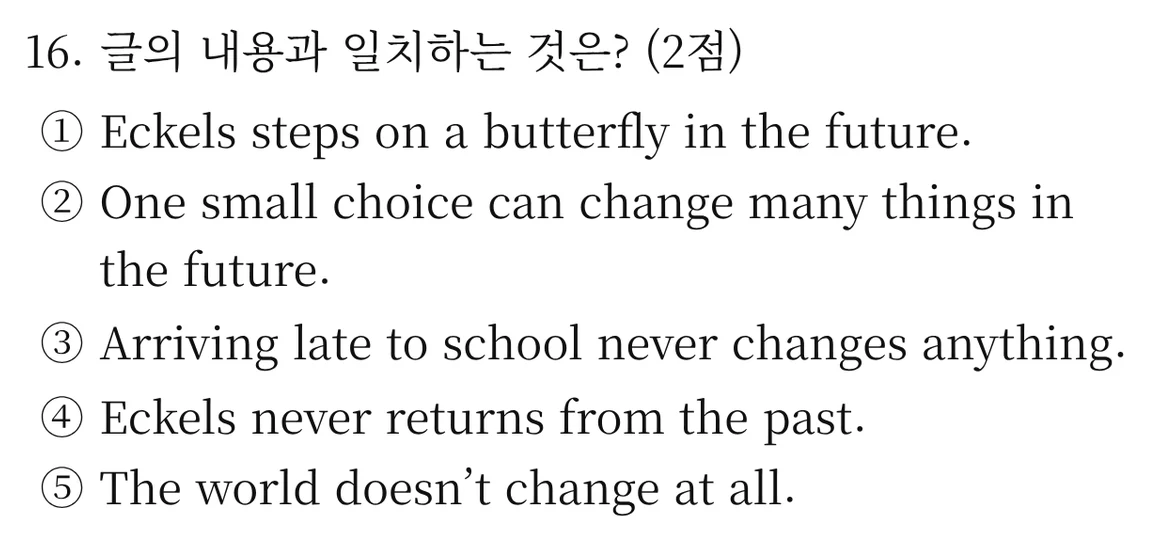 16. 글의 내용과 일치하는 것은? (2점)
① Eckels steps on a butterfly in the future.
② One small choice can change many things in
the future.
③ Arriving late to school never changes anything.
④ Eckels never returns from the past.
⑤ The world doesn’t change at all.